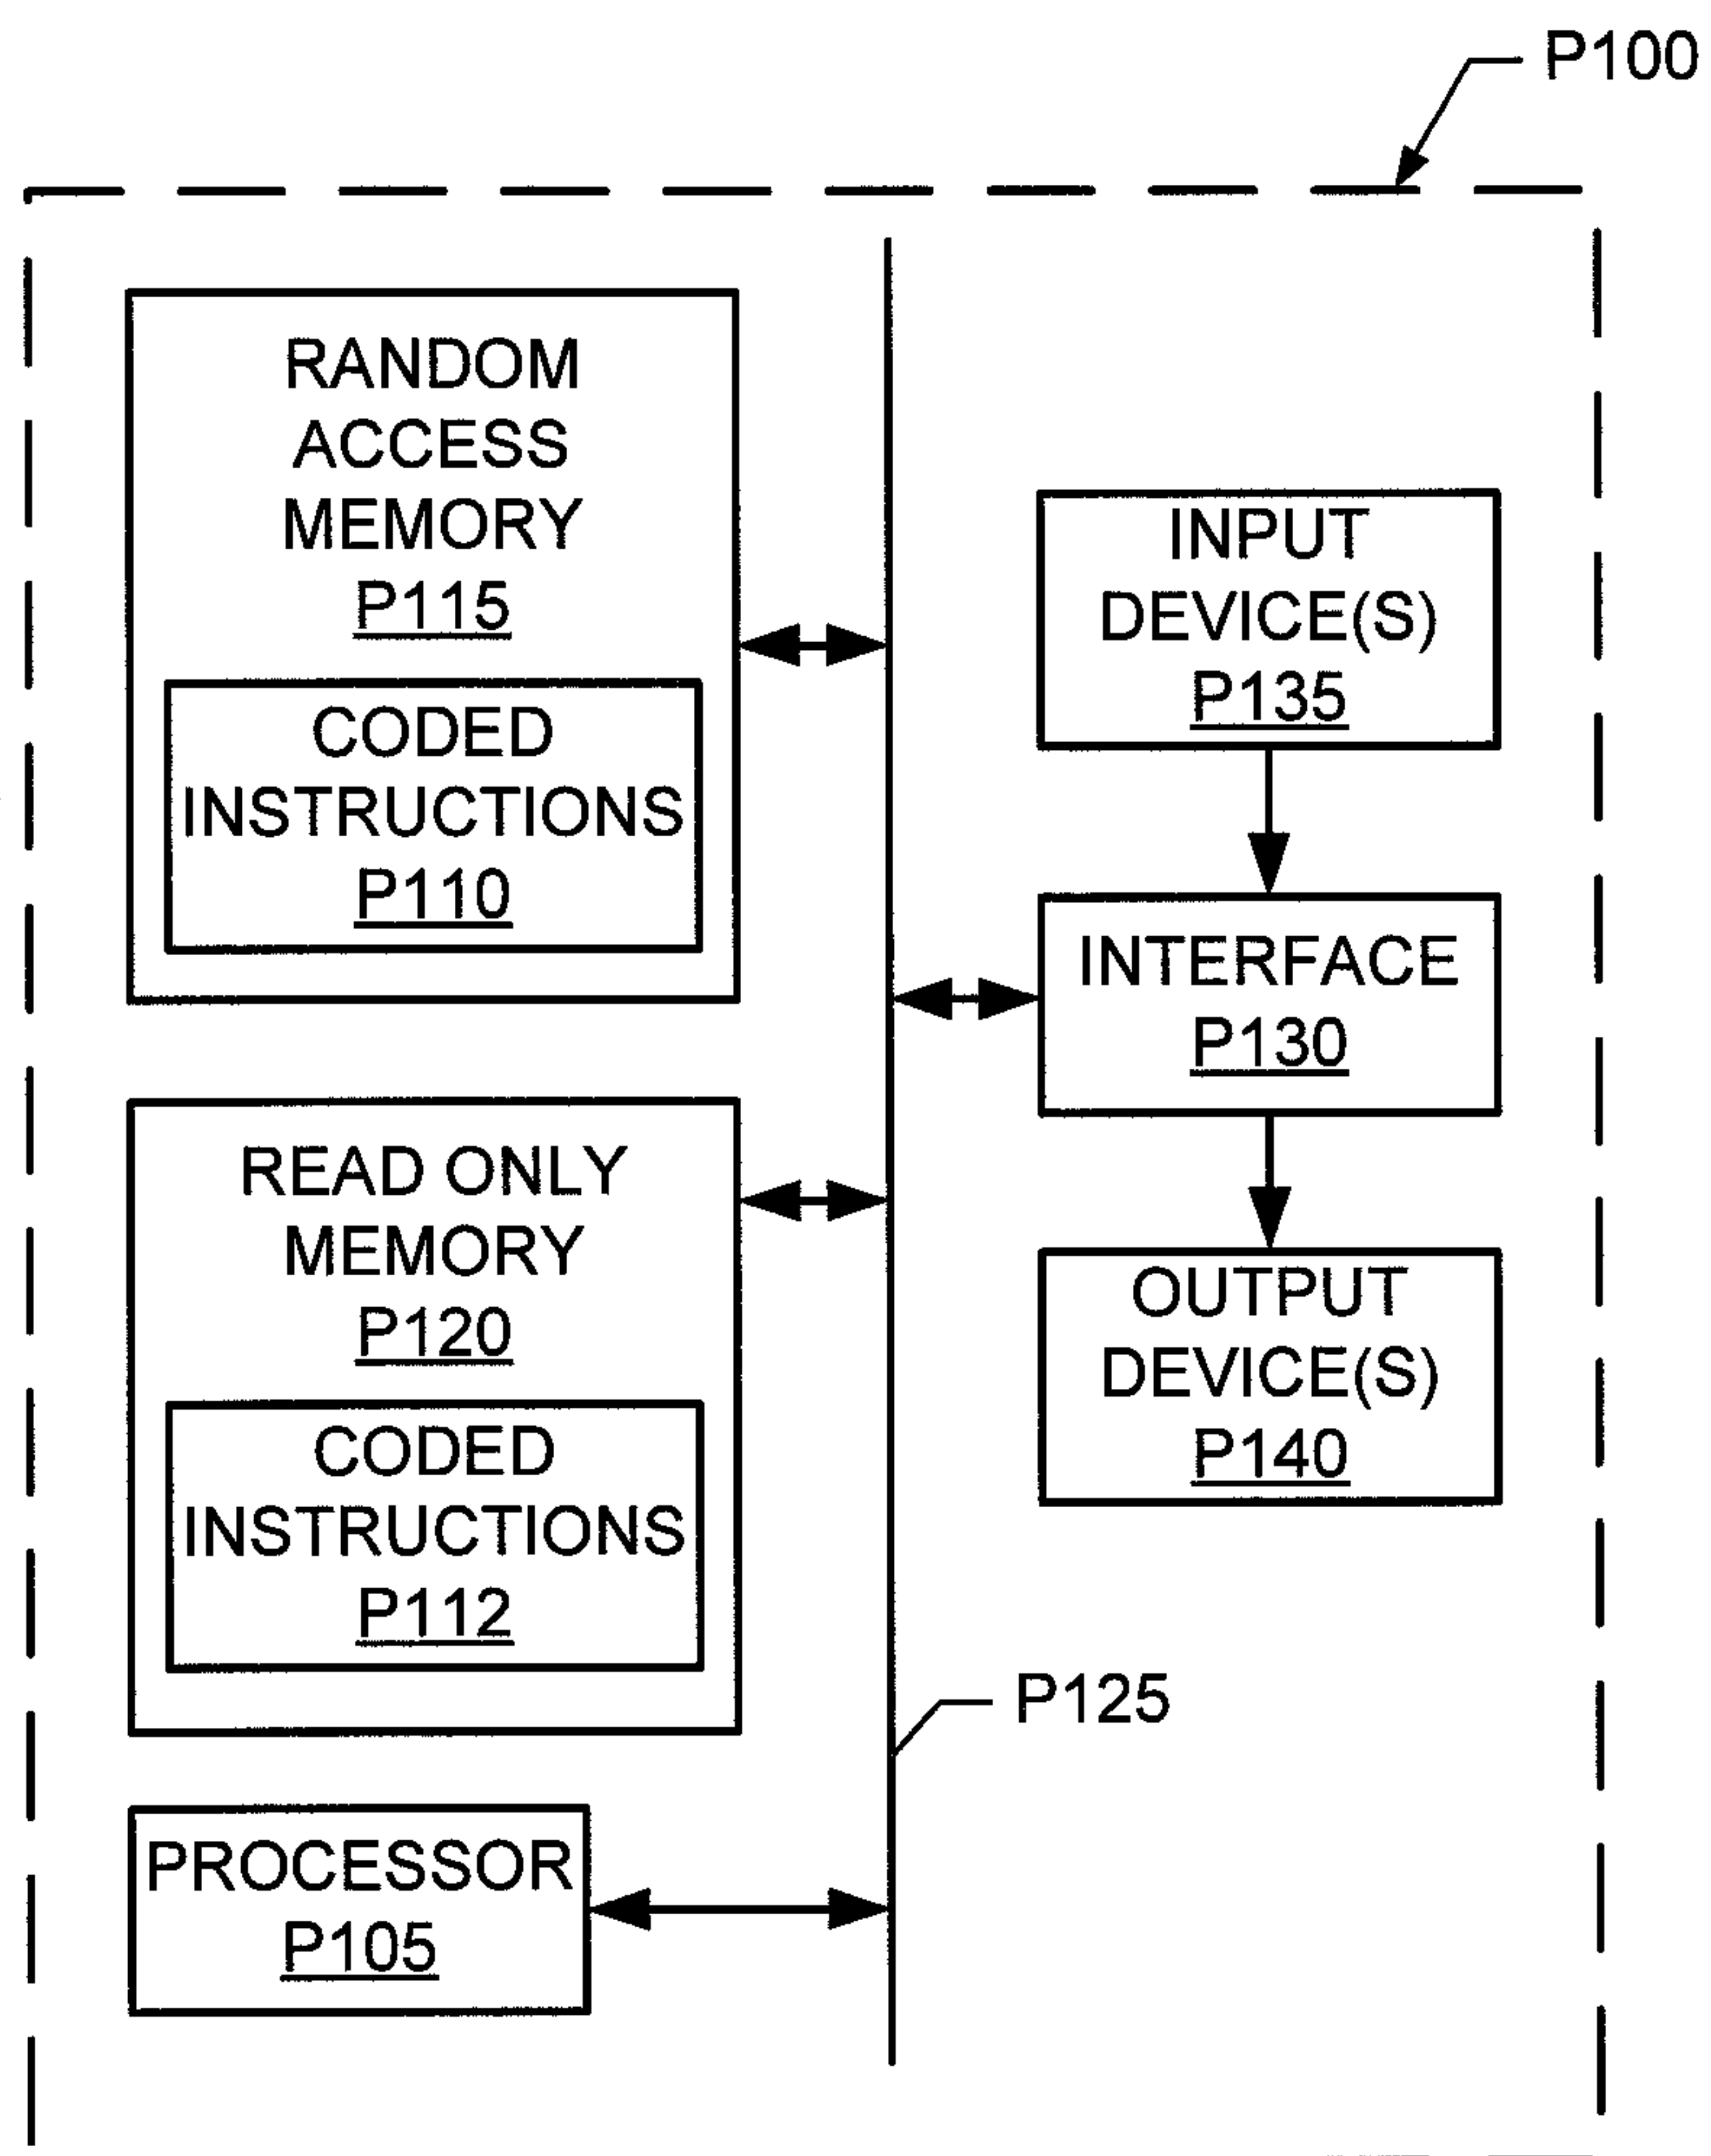 P100
RANDOM
ACCESS
MEMORY
P115
CODED
INSTRUCTIONS
P110
READ ONLY
MEMORY
P120
CODED
INSTRUCTIONS
P112
PROCESSOR
P105
INPUT
DEVICE(S)
P135
INTERFACE
P130
OUTPUT
DEVICE(S)
P140
P125